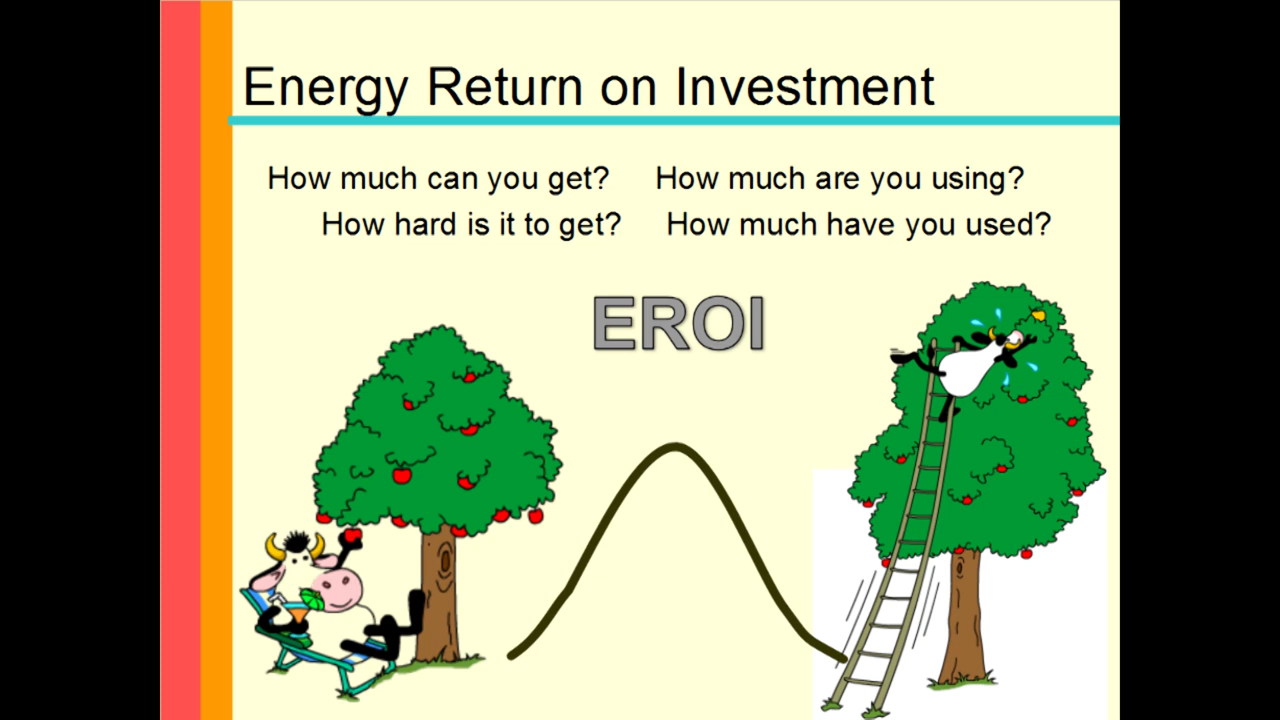 Energy Return on Investment
How much can you get? How much are you using?
How hard is it to get? How much have you used?
EROI